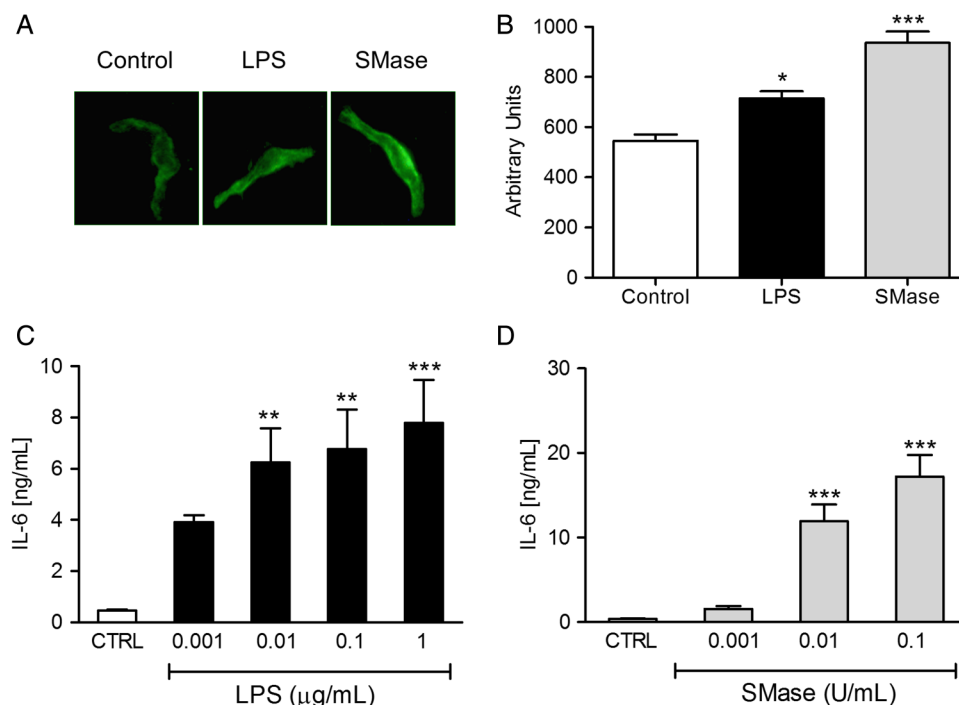 A
Control LPS SMase
B
1000
800
600
400
200
0
Arbitrary Units
* ***
Control LPS SMase
C
10
8
6
4
2
0
IL-6 [ng/mL]
** ** ***
CTRL 0.001 0.01 0.1 1
LPS (μg/mL)
D
30
20
10
0
IL-6 [ng/mL]
*** ***
CTRL 0.001 0.01 0.1
SMase (U/mL)